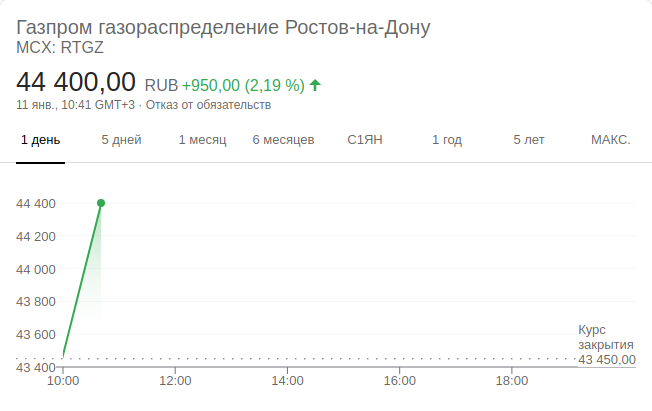 Газпром газораспределение Ростов-на-Дону
MCX: RTGZ
44 400,00 RUB +950,00 (2,19 %)
11 янв., 10:41 GMT+3 · Отказ от обязательств
1 день 5 дней 1 месяц 6 месяцев С1ЯН 1 год 5 лет МАКС.
44 400
44 200
44 000
43 800
43 600
43 400
Курс
закрытия
43 450,00
10:00 12:00 14:00 16:00 18:00